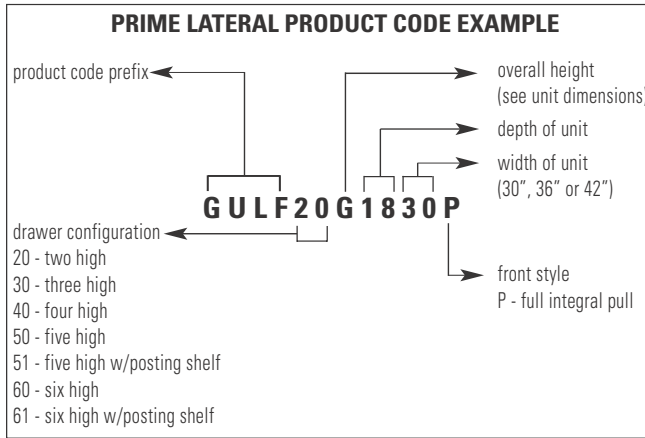 PRIME LATERAL PRODUCT CODE EXAMPLE
product code prefix
overall height
(see unit dimensions)
depth of unit
width of unit
(30”, 36” or 42”)
GULF20G1830P
drawer configuration
20 - two high
30 - three high
40 - four high
50 - five high
51 - five high w/posting shelf
60 - six high
61 - six high w/posting shelf
front style
P - full integral pull